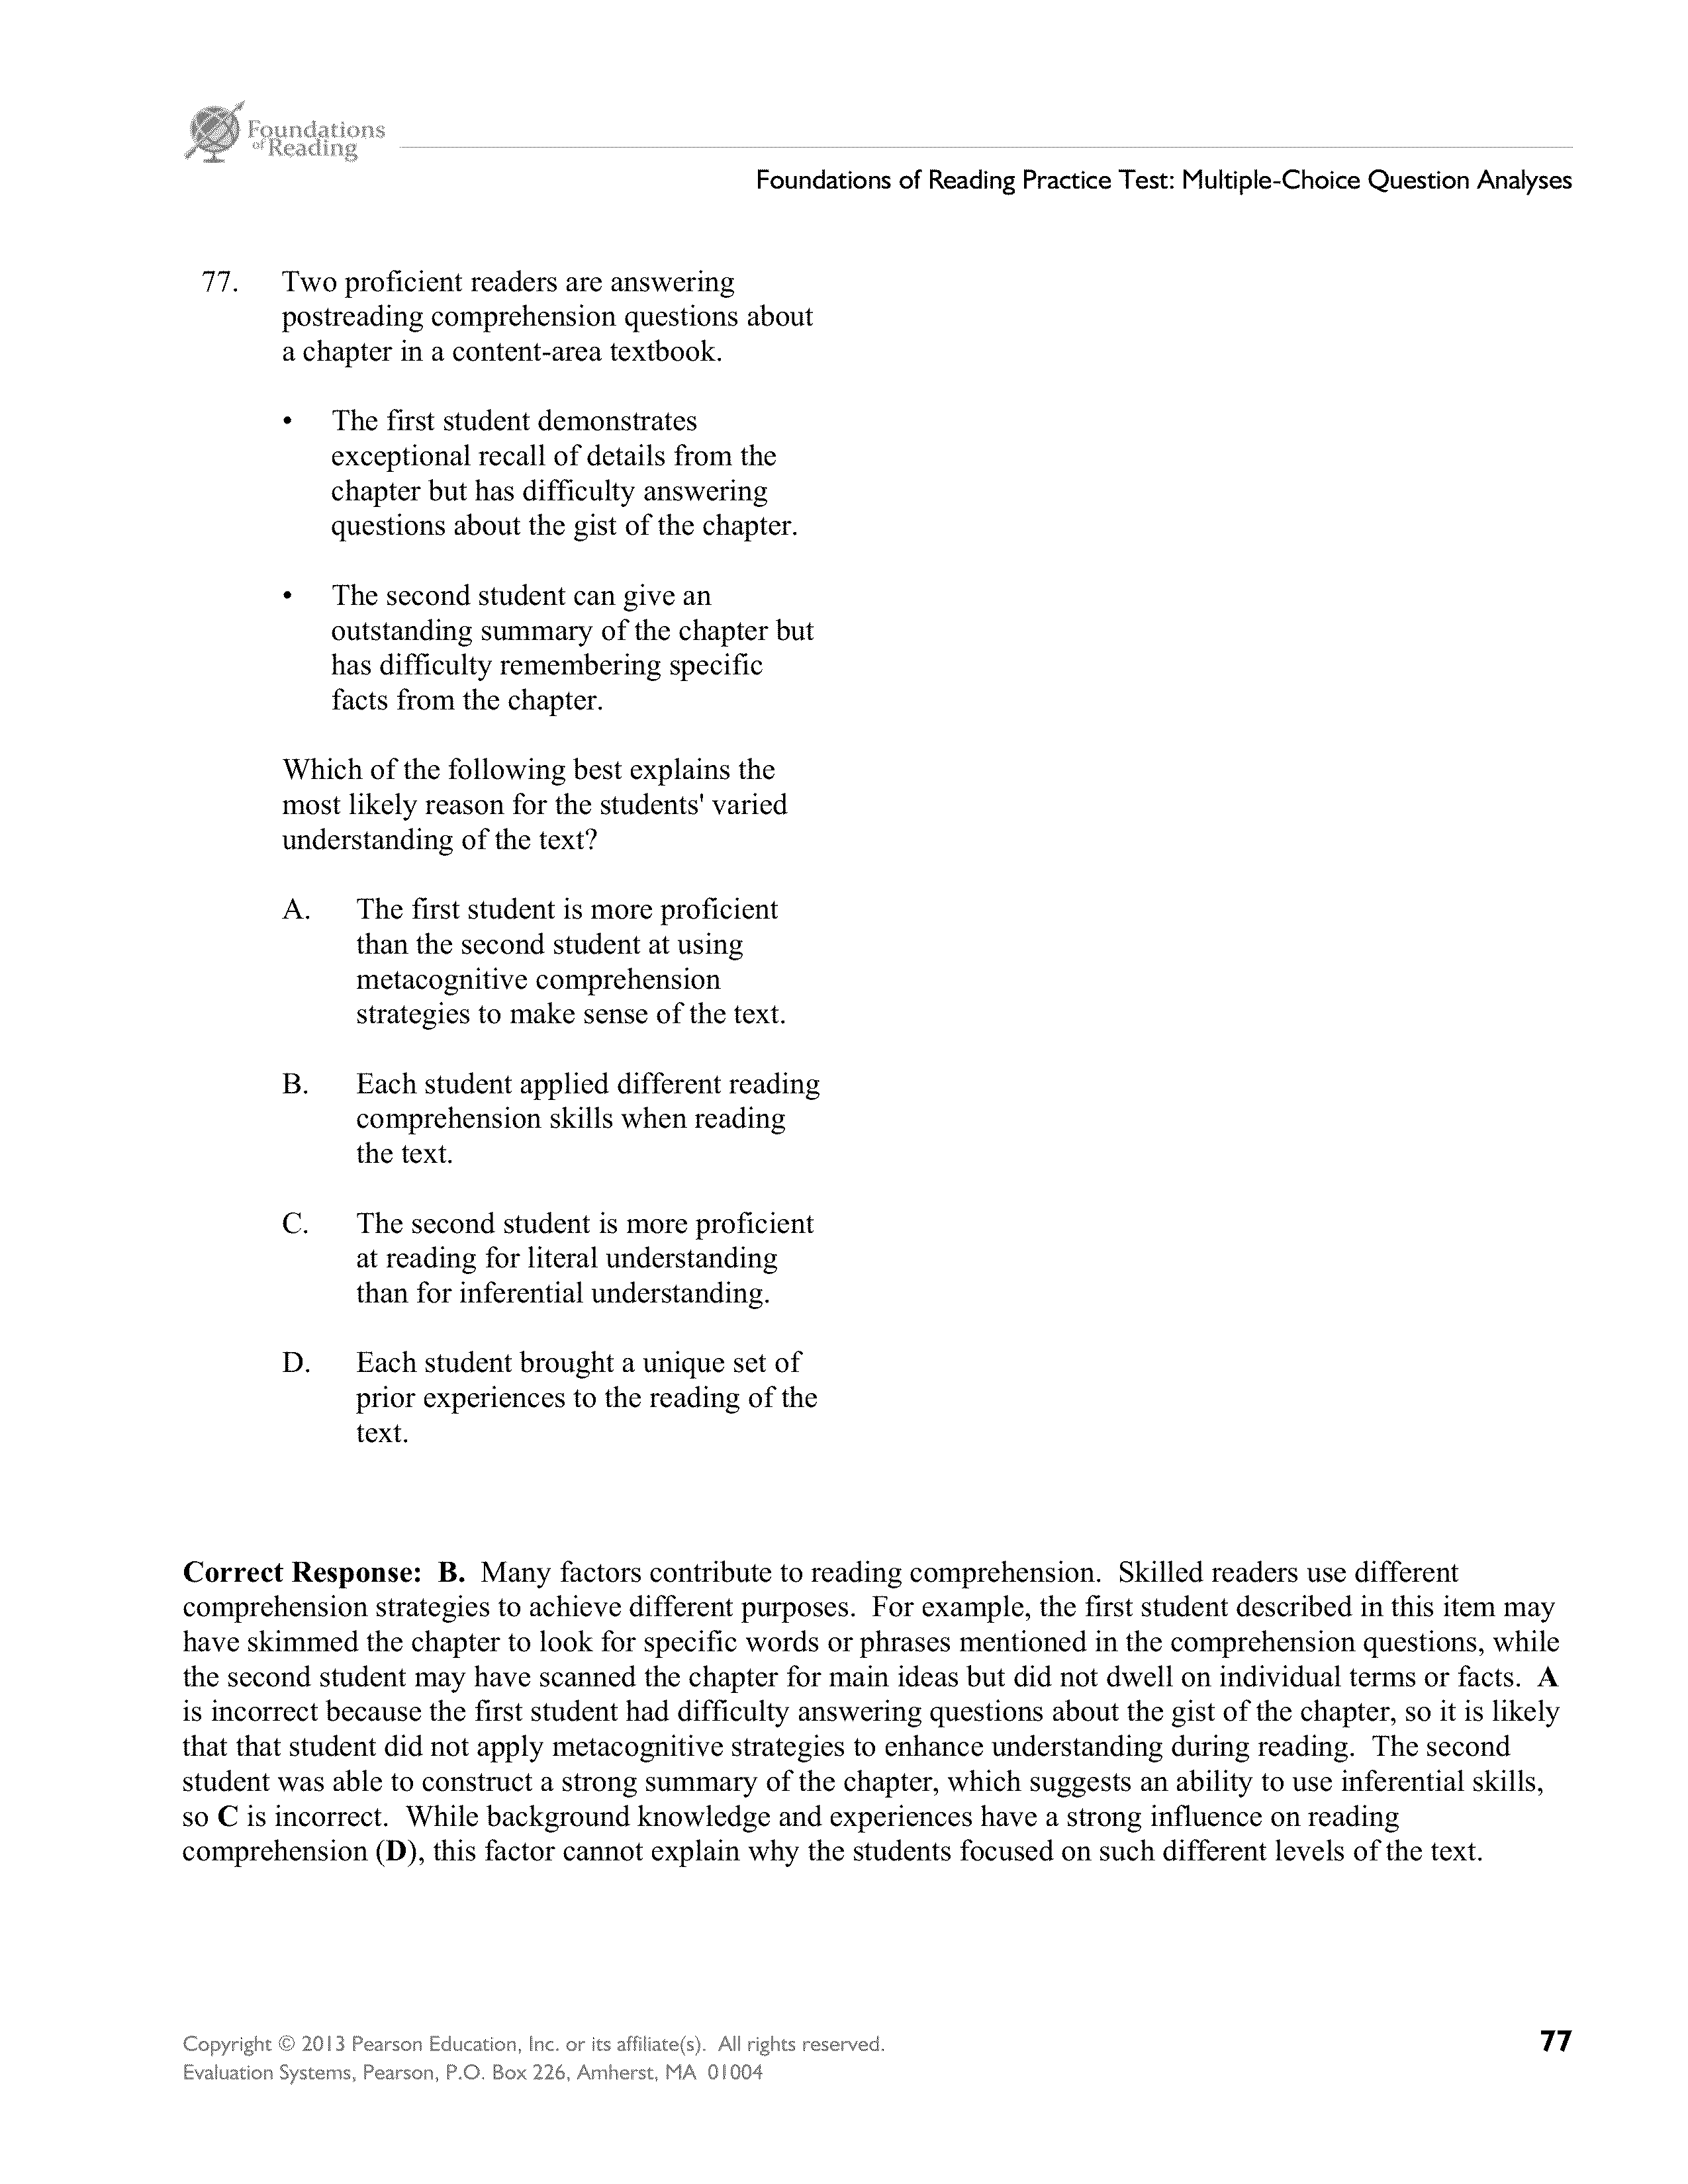 Foundations
of Reading
Foundations of Reading Practice Test: Multiple-Choice Question Analyses
77. Two proficient readers are answering
postreading comprehension questions about
a chapter in a content-area textbook.
• The first student demonstrates
exceptional recall of details from the
chapter but has difficulty answering
questions about the gist of the chapter.
• The second student can give an
outstanding summary of the chapter but
has difficulty remembering specific
facts from the chapter.
Which of the following best explains the
most likely reason for the students' varied
understanding of the text?
A. The first student is more proficient
than the second student at using
metacognitive comprehension
strategies to make sense of the text.
B. Each student applied different reading
comprehension skills when reading
the text.
C. The second student is more proficient
at reading for literal understanding
than for inferential understanding.
D. Each student brought a unique set of
prior experiences to the reading of the
text.
Correct Response: B. Many factors contribute to reading comprehension. Skilled readers use different
comprehension strategies to achieve different purposes. For example, the first student described in this item may
have skimmed the chapter to look for specific words or phrases mentioned in the comprehension questions, while
the second student may have scanned the chapter for main ideas but did not dwell on individual terms or facts. A
is incorrect because the first student had difficulty answering questions about the gist of the chapter, so it is likely
that that student did not apply metacognitive strategies to enhance understanding during reading. The second
student was able to construct a strong summary of the chapter, which suggests an ability to use inferential skills,
so C is incorrect. While background knowledge and experiences have a strong influence on reading
comprehension (D), this factor cannot explain why the students focused on such different levels of the text.
Copyright © 2013 Pearson Education, Inc. or its affiliate(s). All rights reserved.
Evaluation Systems, Pearson, P.O. Box 226, Amherst, MA 01004
77